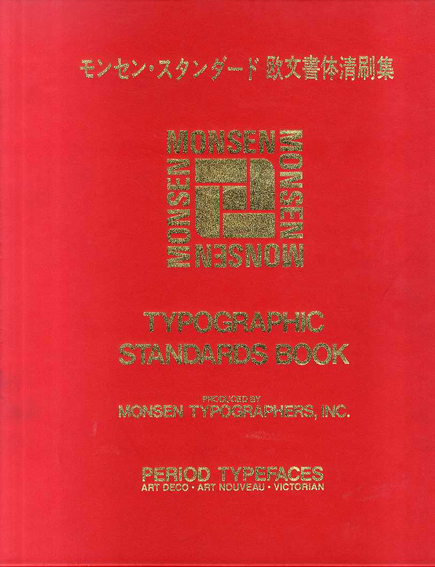 モンセン・スタンダード 欧文書体清刷集
MONSEN
MONSEN
MONSEN
MONSEN
TYPOGRAPHIC
STANDARDS BOOK
PRODUCED BY
MONSEN TYPOGRAPHERS, INC.
PERIOD TYPEFACES
ART DECO • ART NOUVEAU • VICTORIAN